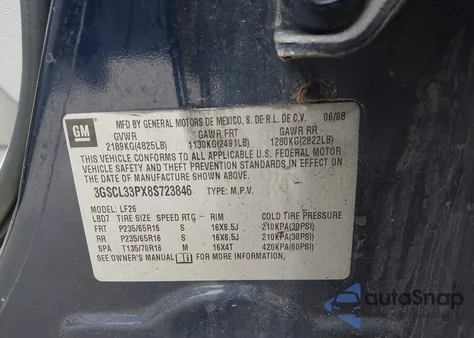 GM
MFD BY GENERAL MOTORS DE MEXICO, S. DE R.L. DE C.V. 06/08
GVWR GAWR FRT GAWR RR
2189KG(4825LB) 1130KG(2491LB) 1280KG(2822LB)
THIS VEHICLE CONFORMS TO ALL APPLICABLE U.S. FEDERAL
MOTOR VEHICLE SAFETY, BUMPER, AND THEFT PREVENTION
STANDARDS IN EFFECT ON THE DATE OF MANUFACTURE SHOWN ABOVE.
3GSCL33PX8S723846 TYPE: M.P.V.
MODEL: LF26
LBD7 TIRE SIZE SPEED RTG RIM COLD TIRE PRESSURE
FRT P235/65R16 S 16X6.5J 210KPA(30PSI)
RR P235/65R16 S 16X6.5J 210KPA(30PSI)
SPA T135/70R16 M 16X4T 420KPA(60PSI)
SEE OWNER'S MANUAL FOR MORE INFORMATION.
autoSnap